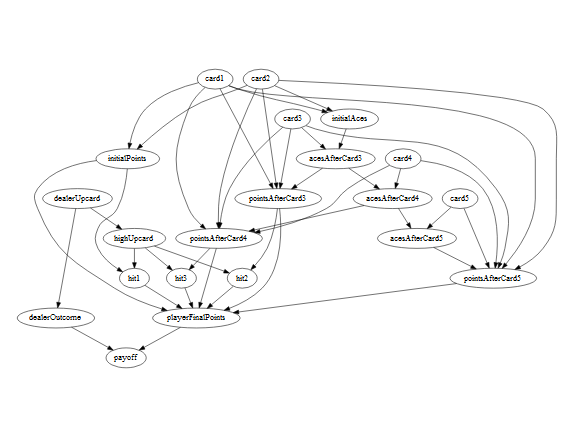 card1
card2
card3
initialAces
initialPoints
acesAfterCard3
card4
dealerUpcard
pointsAfterCard3
acesAfterCard4
card5
highUpcard
pointsAfterCard4
acesAfterCard5
hit1
hit3
hit2
pointsAfterCard5
dealerOutcome
playerFinalPoints
payoff